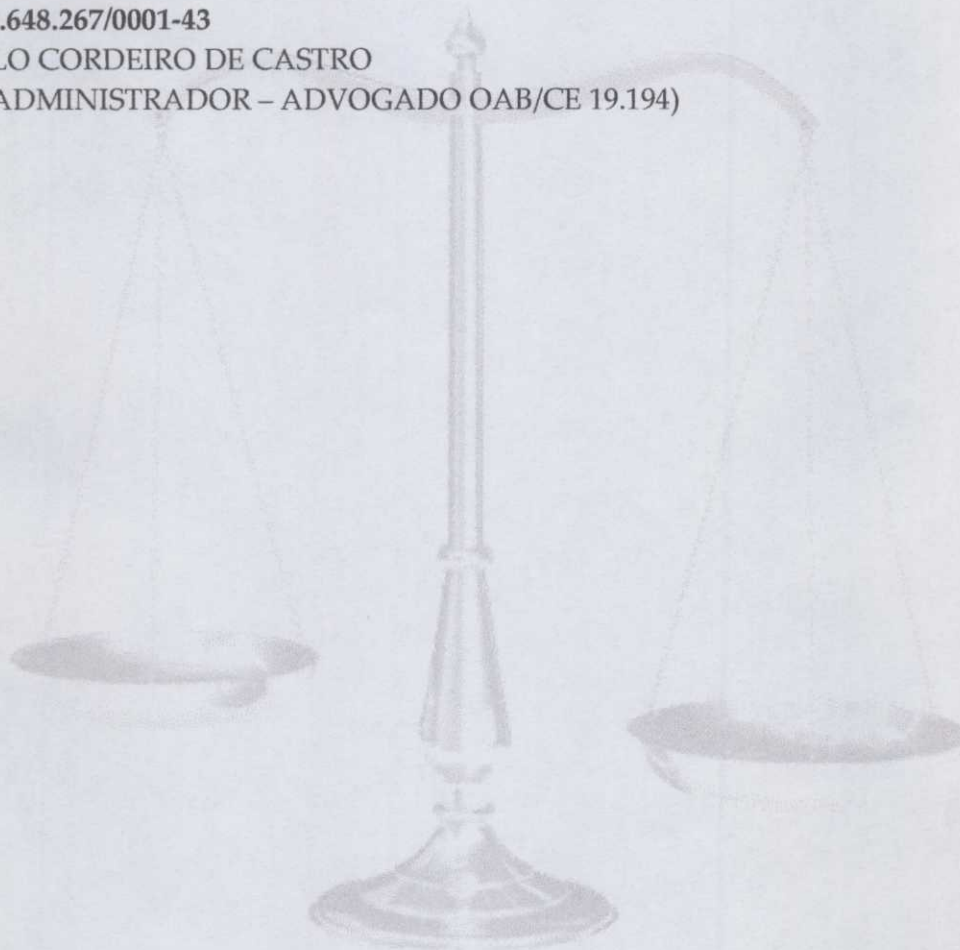 .648.267/0001-43
LO CORDEIRO DE CASTRO
ADMINISTRADOR – ADVOGADO OAB/CE 19.194)